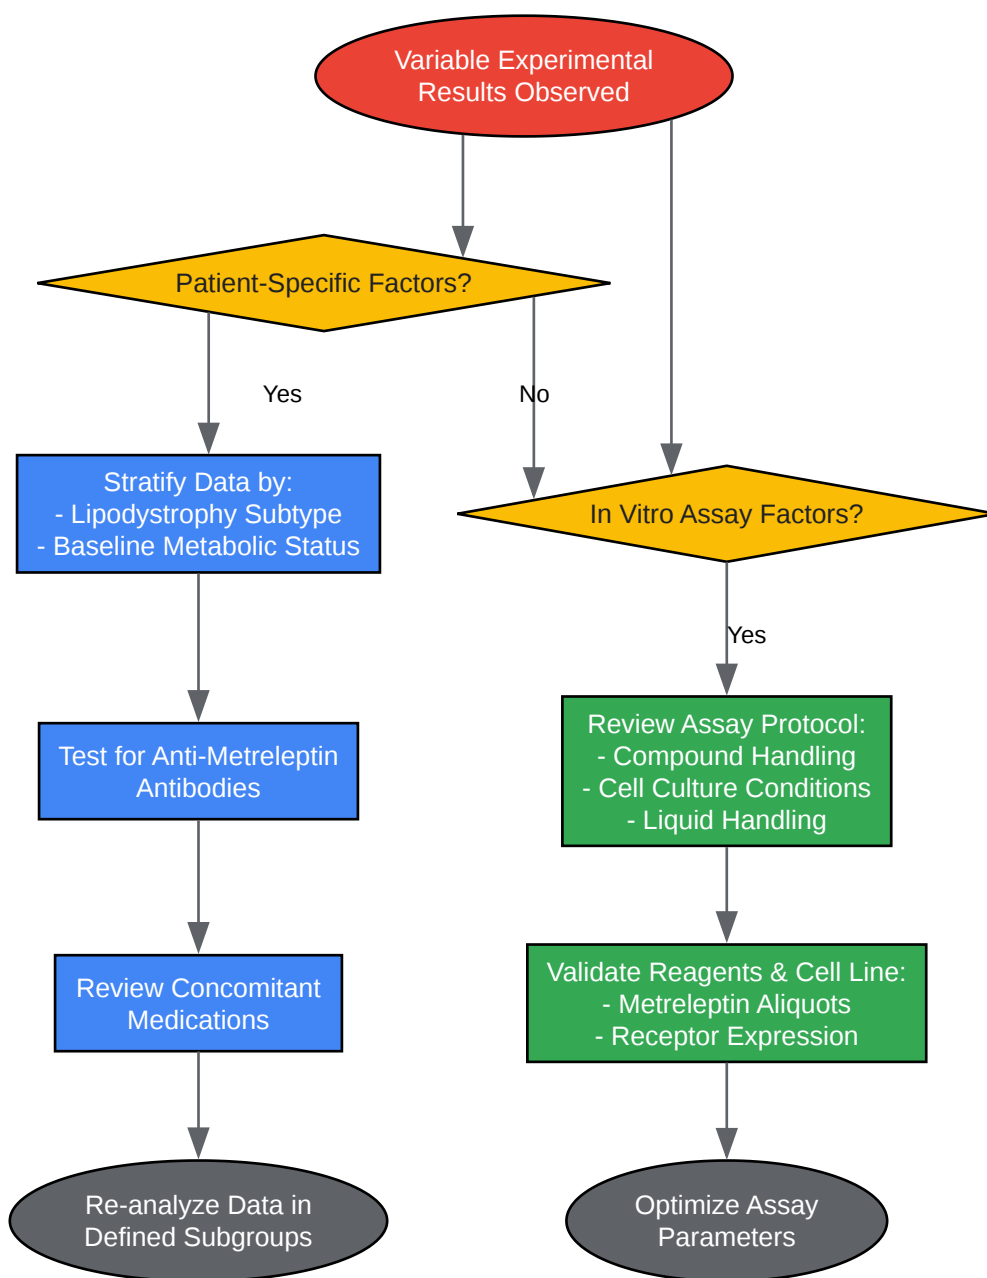 Variable Experimental
Results Observed
Patient-Specific Factors?
Yes
No
Stratify Data by:
- Lipodystrophy Subtype
- Baseline Metabolic Status
In Vitro Assay Factors?
Yes
Test for Anti-Metreleptin
Antibodies
Review Assay Protocol:
- Compound Handling
- Cell Culture Conditions
- Liquid Handling
Review Concomitant
Medications
Validate Reagents & Cell Line:
- Metreleptin Aliquots
- Receptor Expression
Re-analyze Data in
Defined Subgroups
Optimize Assay
Parameters